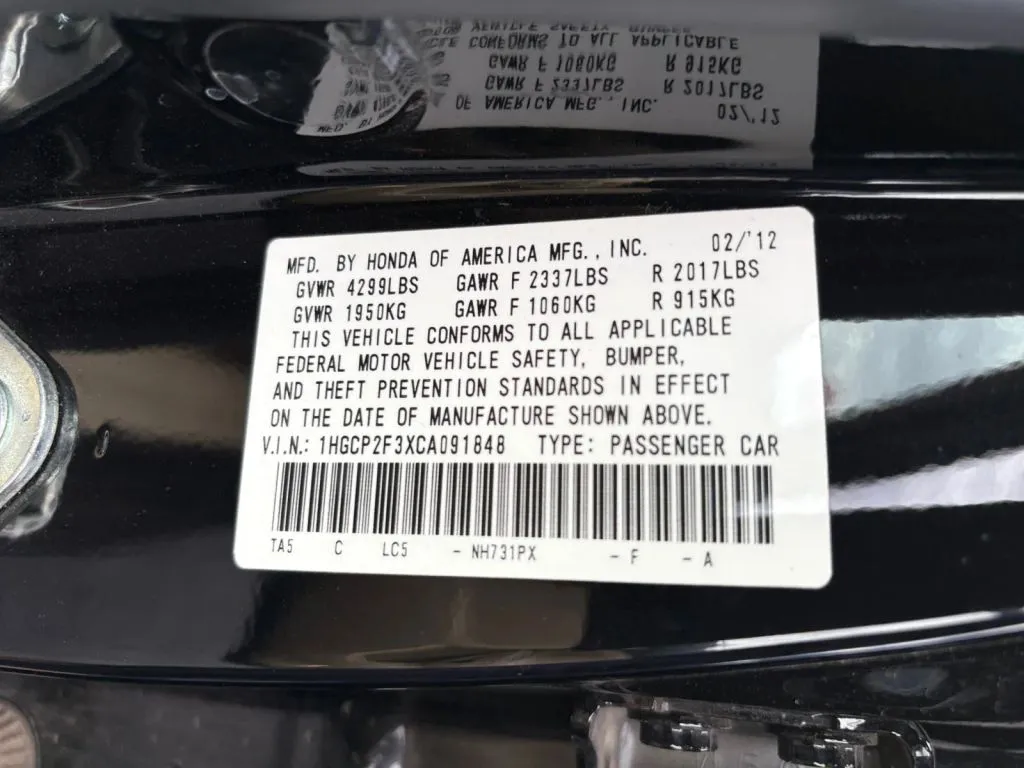 MFD. BY HONDA OF AMERICA MFG., INC. 02/'12
GVWR 4299LBS GAWR F 2337LBS R 2017LBS
GVWR 1950KG GAWR F 1060KG R 915KG
THIS VEHICLE CONFORMS TO ALL APPLICABLE
FEDERAL MOTOR VEHICLE SAFETY, BUMPER,
AND THEFT PREVENTION STANDARDS IN EFFECT
ON THE DATE OF MANUFACTURE SHOWN ABOVE.
V.I.N.: 1HGCP2F3XCA091848 TYPE: PASSENGER CAR
TA5 C LC5 - NH731PX - F - A